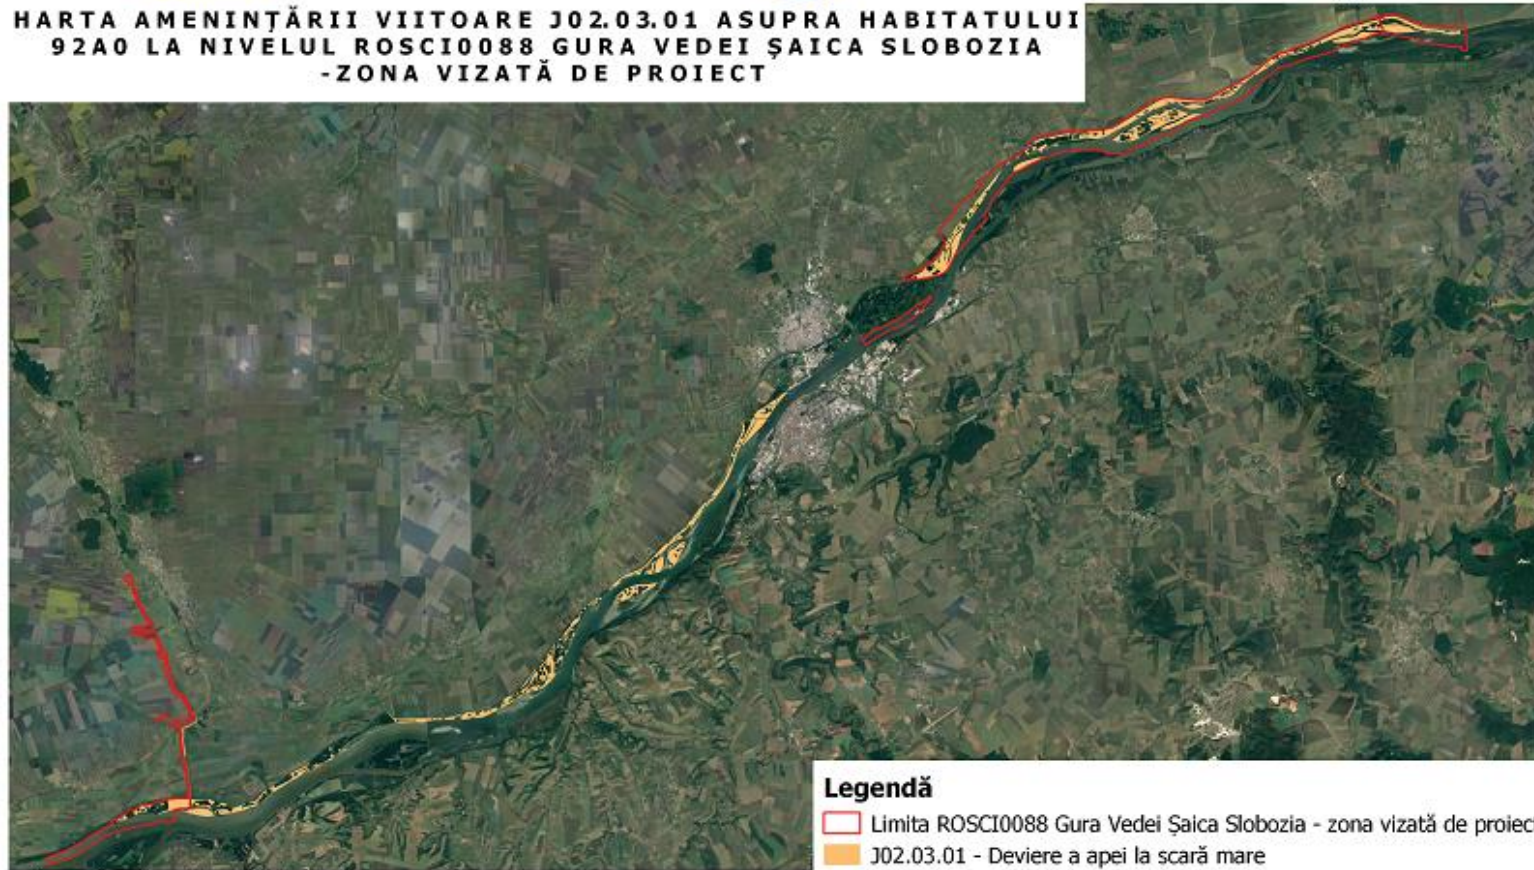 HARTA AMENINȚĂRII VIITOARE J02.03.01 ASUPRA HABITATULUI
92A0 LA NIVELUL ROSCI0088 GURA VEDEI ȘAICA SLOBOZIA
-ZONA VIZATĂ DE PROIECT
Legendă
Limita ROSCI0088 Gura Vedei Șaica Slobozia - zona vizată de proiec
J02.03.01 - Deviere a apei la scară mare